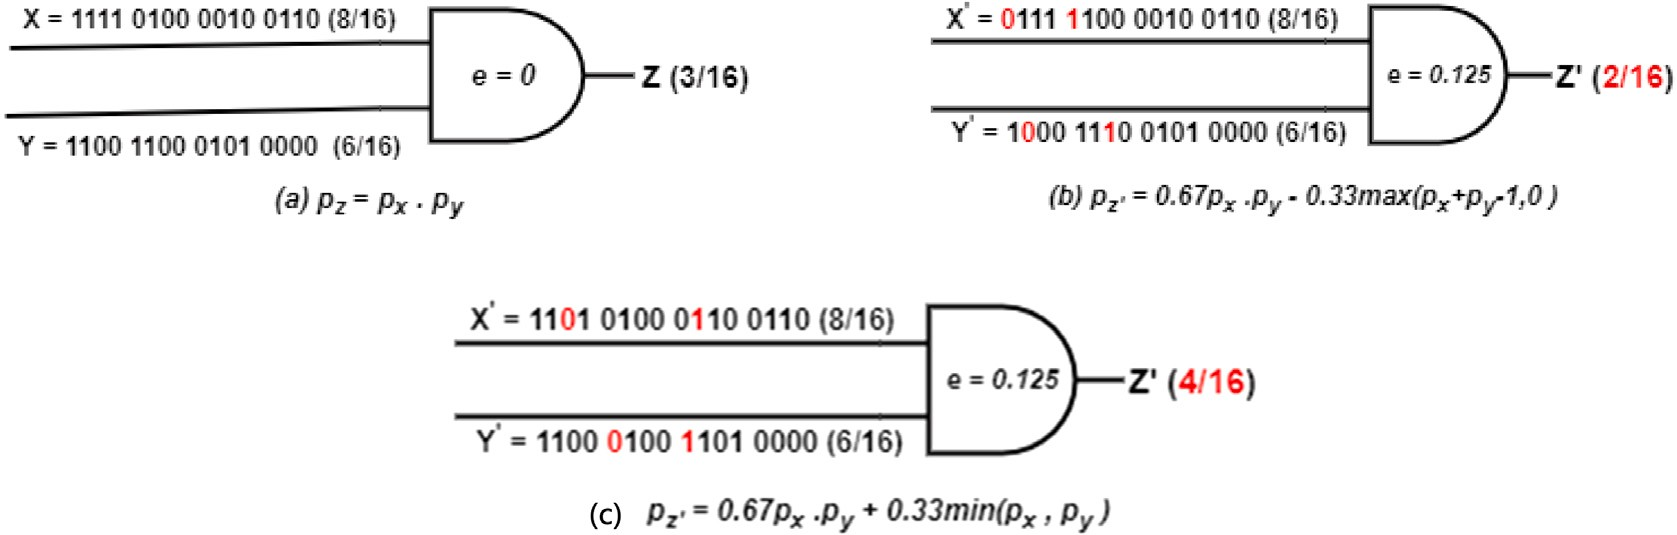 X = 1111 0100 0010 0110 (8/16)
e = 0
Z (3/16)
Y = 1100 1100 0101 0000 (6/16)
(a) pz = px . py
X' = 0111 1100 0010 0110 (8/16)
e = 0.125
Z' (2/16)
Y' = 1000 1110 0101 0000 (6/16)
(b) pz' = 0.67px .py - 0.33max(px+py-1,0 )
X' = 1101 0100 0110 0110 (8/16)
e = 0.125
Z' (4/16)
Y' = 1100 0100 1101 0000 (6/16)
(c) pz' = 0.67px .py + 0.33min(px , py )